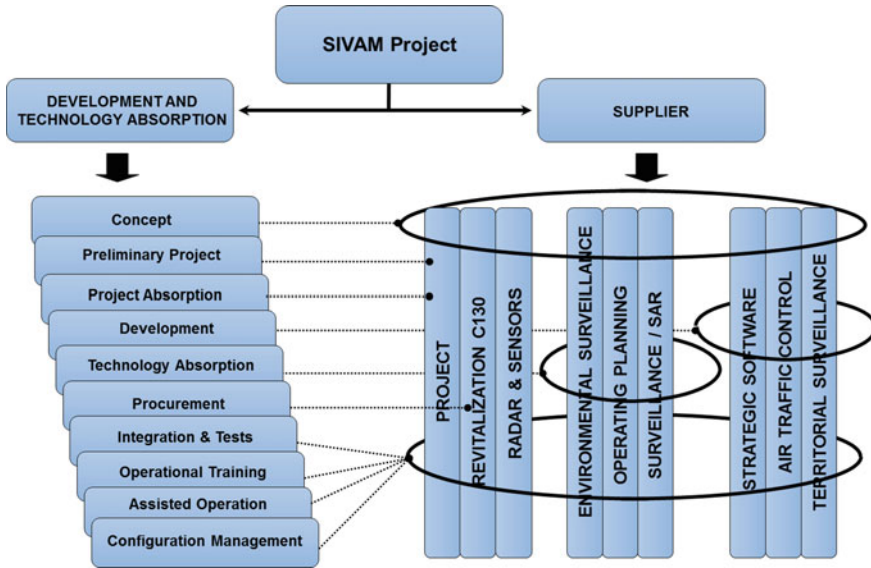 SIVAM Project
DEVELOPMENT AND
TECHNOLOGY ABSORPTION
SUPPLIER
Concept
Preliminary Project
Project Absorption
Development
Technology Absorption
Procurement
Integration & Tests
Operational Training
Assisted Operation
Configuration Management
PROJECT
REVITALIZATION C130
RADAR & SENSORS
ENVIRONMENTAL SURVEILLANCE
OPERATING PLANNING
SURVEILLANCE / SAR
STRATEGIC SOFTWARE
AIR TRAFFIC CONTROL
TERRITORIAL SURVEILLANCE